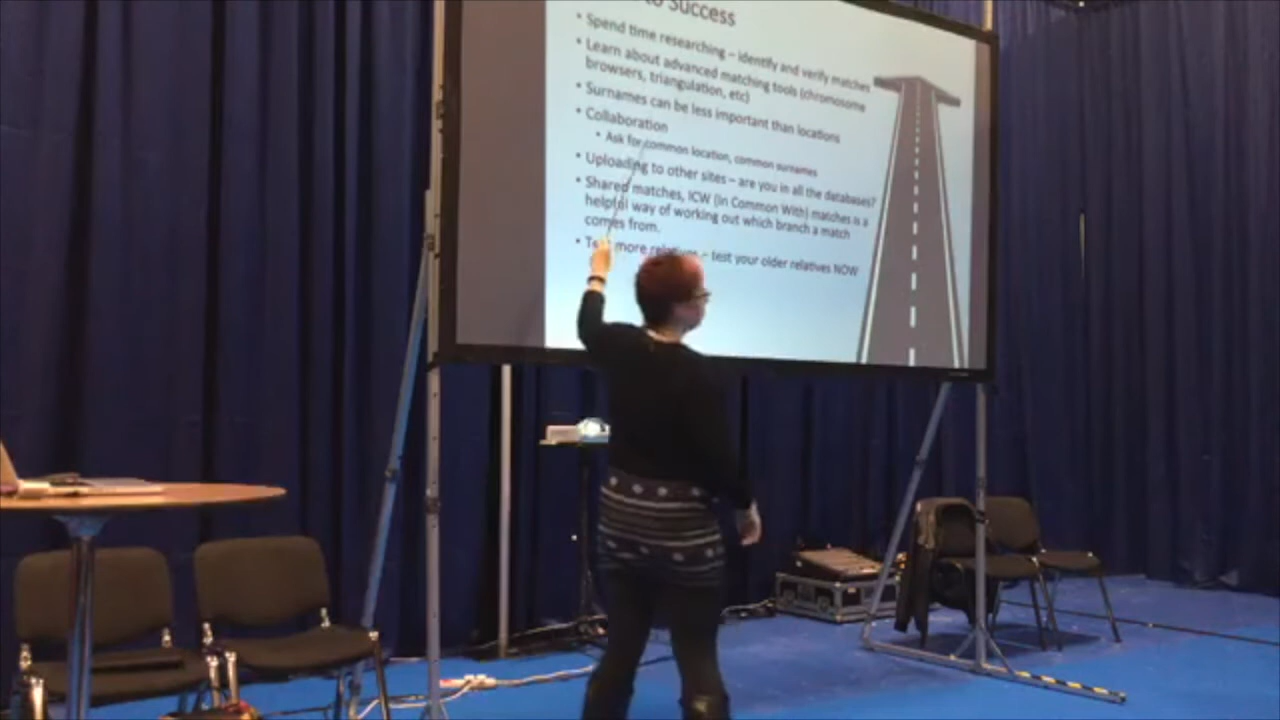 to Success
• Spend time researching – identify and verify matches
• Learn about advanced matching tools (chromosome
browsers, triangulation, etc)
• Surnames can be less important than locations
• Collaboration
• Ask for common location, common surnames
• Uploading to other sites – are you in all the databases?
• Shared matches, ICW (In Common With) matches is a
helpful way of working out which branch a match
comes from.
• Test more relatives – test your older relatives NOW